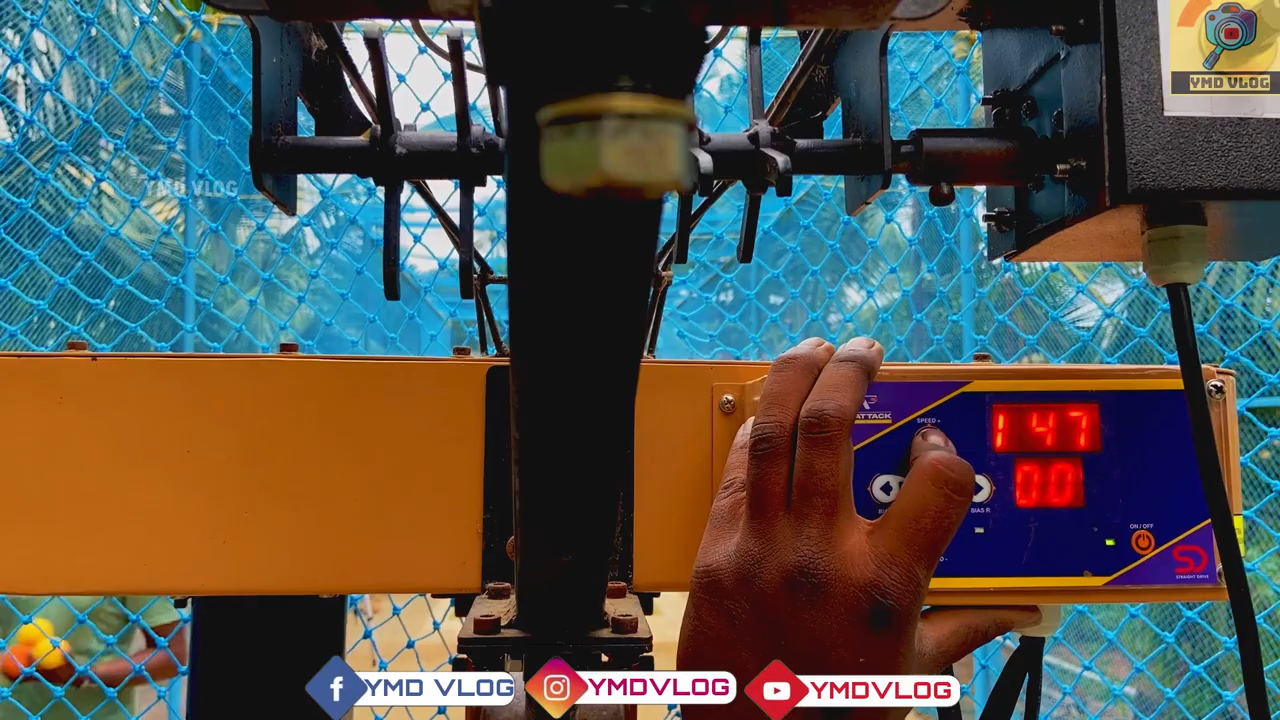 YMD VLOG
YMD VLOG
ATTACK
SPEED +
147
00
BIAS R
ON / OFF
SD
STRAIGHT DRIVE
YMD VLOG
YMDVLOG
YMDVLOG